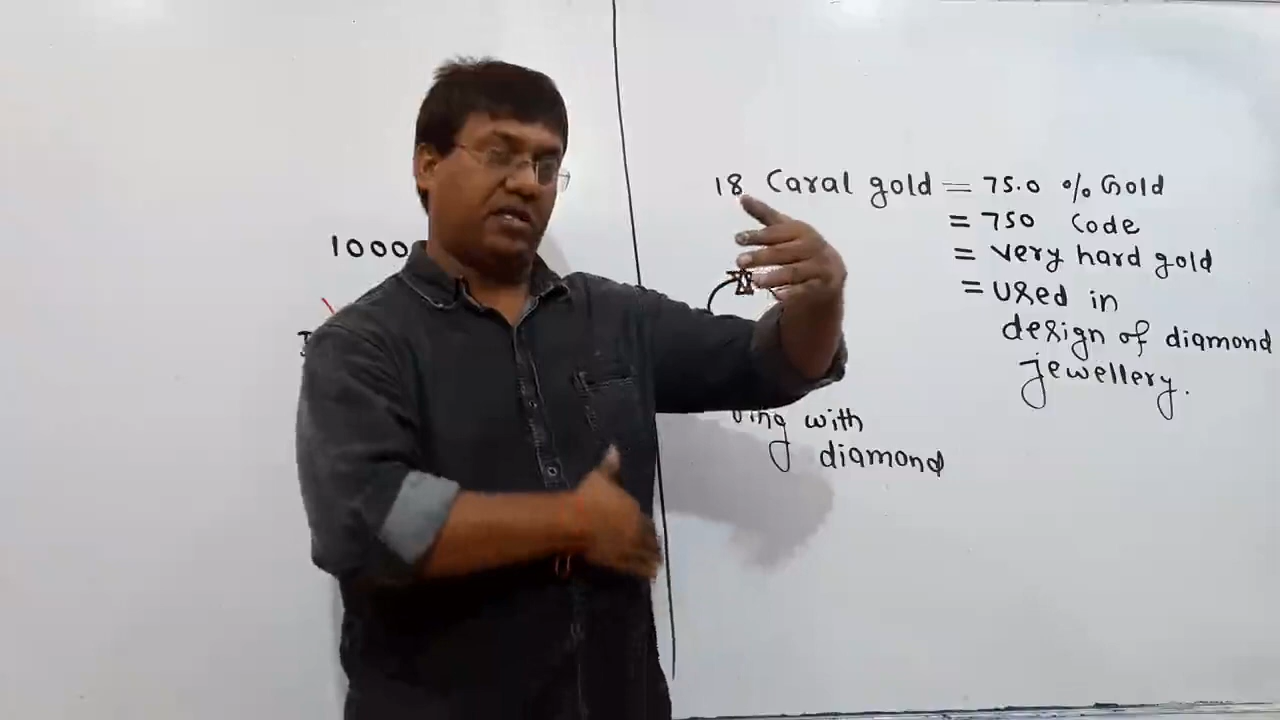 1000
18 Caral gold = 75.0 % Gold
= 750 Code
= very hard gold
= used in
design of diamond
jewellery.
with
diamond